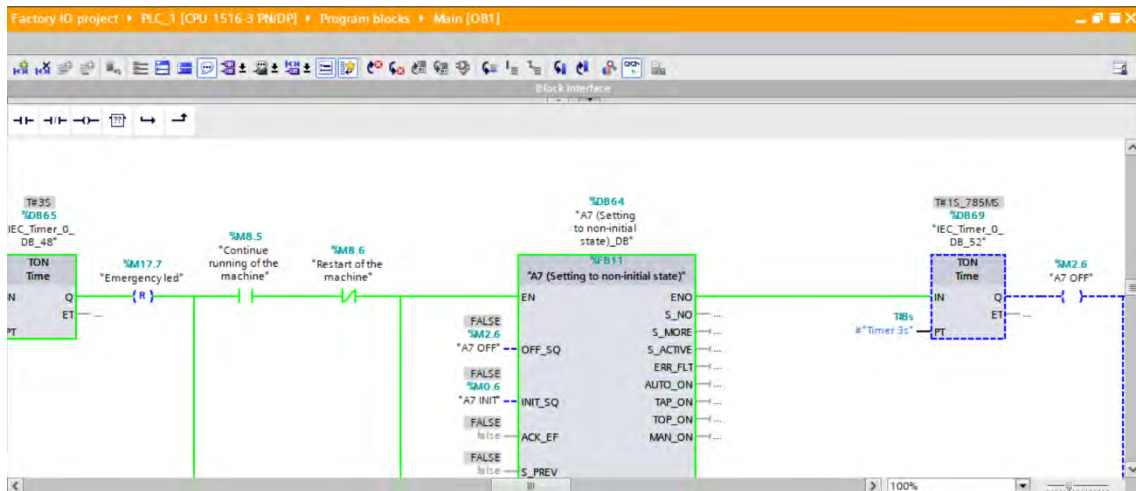 Factory IO project ▸ PLC_1 [CPU 1516-3 PN/DP] ▸ Program blocks ▸ Main [OB1]
Block interface
T#3S
%DB65
IEC_Timer_0_
DB_48"
TON
Time
N Q
ET ...
PT
%M17.7
"Emergency led"
R
%M8.5
"Continue
running of the
machine"
%M8.6
"Restart of the
machine"
%DB64
"A7 (Setting
to non-initial
state)_DB"
%FB11
"A7 (Setting to non-initial state)"
EN ENO
S_NO ...
S_MORE ...
S_ACTIVE ...
ERR_FLT ...
AUTO_ON ...
TAP_ON ...
TOP_ON ...
MAN_ON ...
FALSE
%M2.6
"A7 OFF" OFF_SQ
FALSE
%M0.6
"A7 INIT" INIT_SQ
FALSE
false ACK_EF
FALSE
false S_PREV
T#1S_785MS
%DB69
"IEC_Timer_0_
DB_52"
TON
Time
IN Q
ET ...
#"Timer 3s" PT
%M2.6
"A7 OFF"
100%